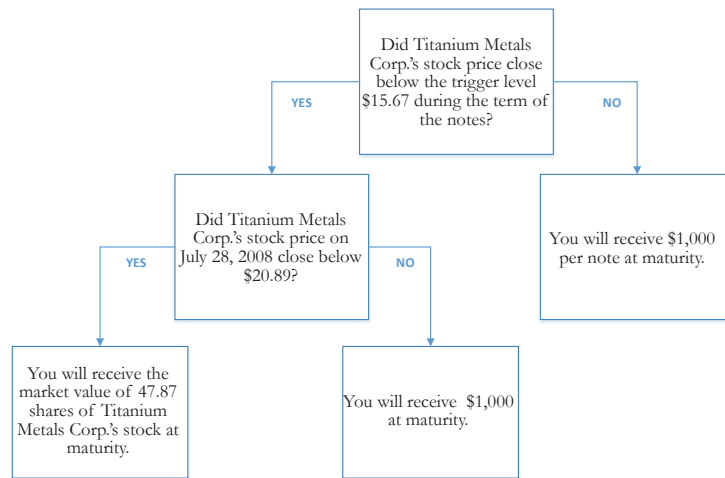 Did Titanium Metals
Corp.'s stock price close
below the trigger level
$15.67 during the term of
the notes?
YES
NO
Did Titanium Metals
Corp.'s stock price on
July 28, 2008 close below
$20.89?
You will receive $1,000
per note at maturity.
YES
NO
You will receive the
market value of 47.87
shares of Titanium
Metals Corp.'s stock at
maturity.
You will receive $1,000
at maturity.